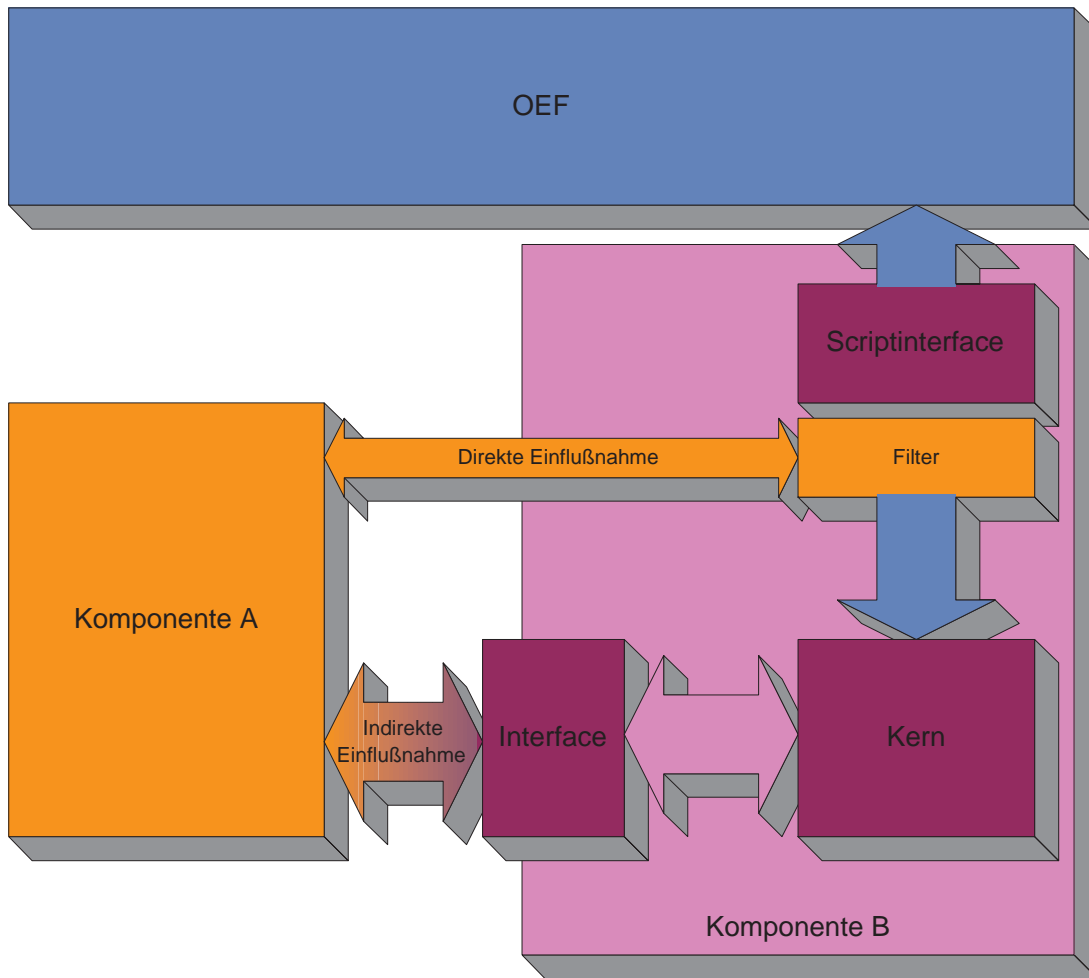 OEF
Scriptinterface
Direkte Einflußnahme
Filter
Komponente A
Indirekte
Einflußnahme
Interface
Kern
Komponente B